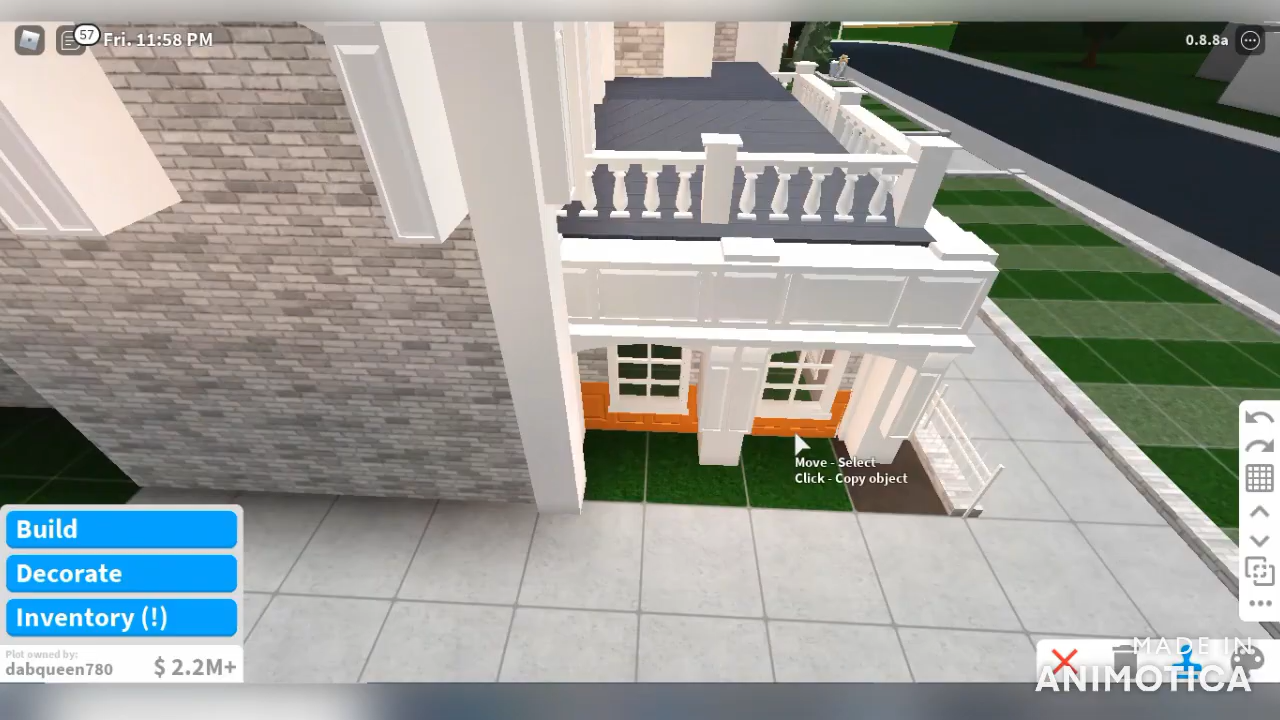 57
Fri. 11:58 PM
0.8.8a
Move - Select
Click - Copy object
Build
Decorate
Inventory (!)
Plot owned by:
dabqueen780
$ 2.2M+
MADE IN
ANIMOTICA